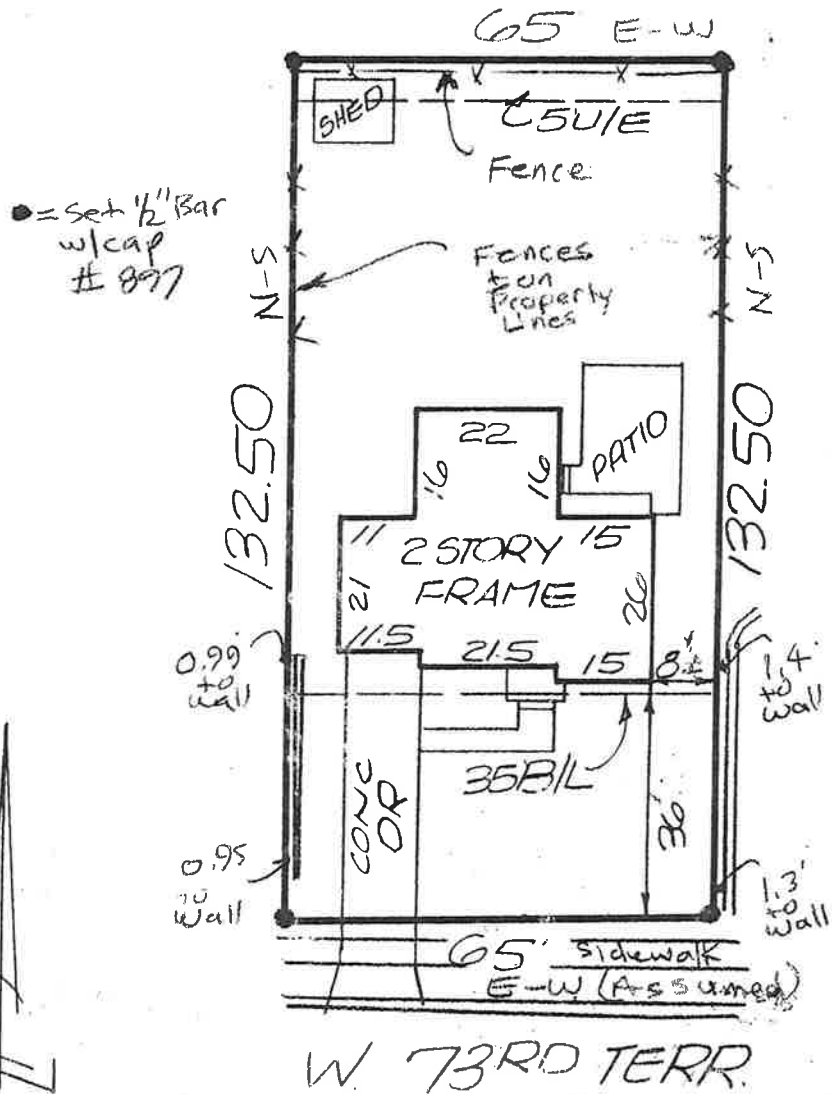 65 E-W
SHED
5U/E
Fence
● = Set 1/2" Bar
w/cap
# 897
N-S
Fences
± on
Property
Lines
N-S
132.50
132.50
22
16
16
PATIO
11
2 STORY
15
FRAME
21
26
11.5
21.5
15
8.4±
0.99'
to
wall
1.4'
to
wall
35 B/L
CONC
DR
36'
0.95
to
wall
1.3'
to
wall
65'
Sidewalk
E-W (Assumed)
W. 73RD TERR.